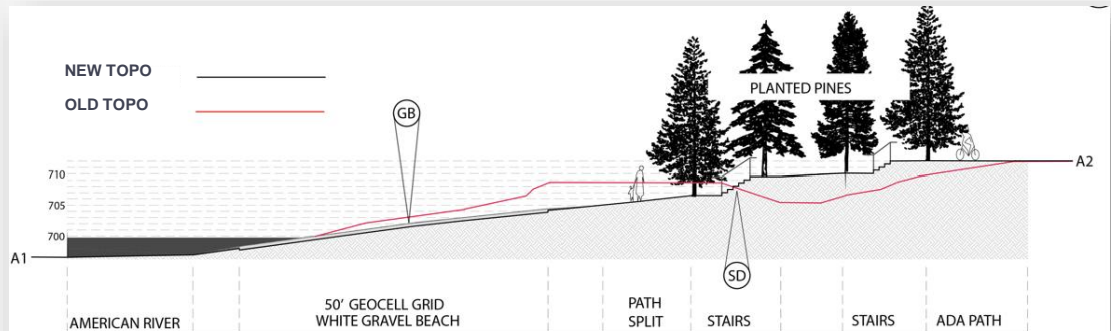 NEW TOPO
OLD TOPO
GB
PLANTED PINES
710
705
700
A2
A1
SD
AMERICAN RIVER
50' GEOCELL GRID
WHITE GRAVEL BEACH
PATH
SPLIT
STAIRS
STAIRS
ADA PATH